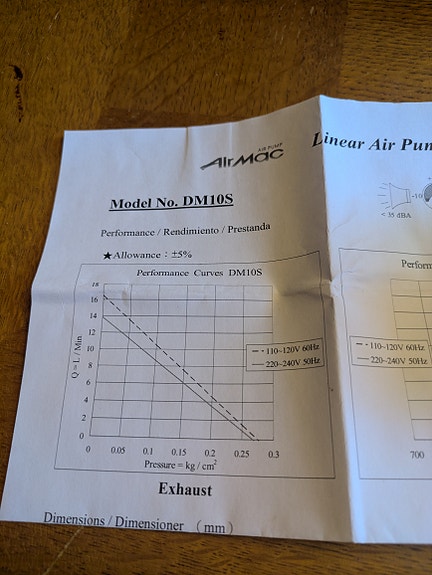 AIR PUMP
AIRMAC
Linear Air Pum
Model No. DM10S
-10
< 35 dBA
Performance / Rendimiento / Prestanda
★Allowance：±5%
Performance Curves DM10S
Perform
18
16
14
12
10
8
6
4
2
0
Q = L / Min
110~120V 60Hz
220~240V 50Hz
110~120V 60Hz
220~240V 50Hz
0 0.05 0.1 0.15 0.2 0.25 0.3
700
Pressure = kg / cm²
Exhaust
Dimensions / Dimensioner （mm）